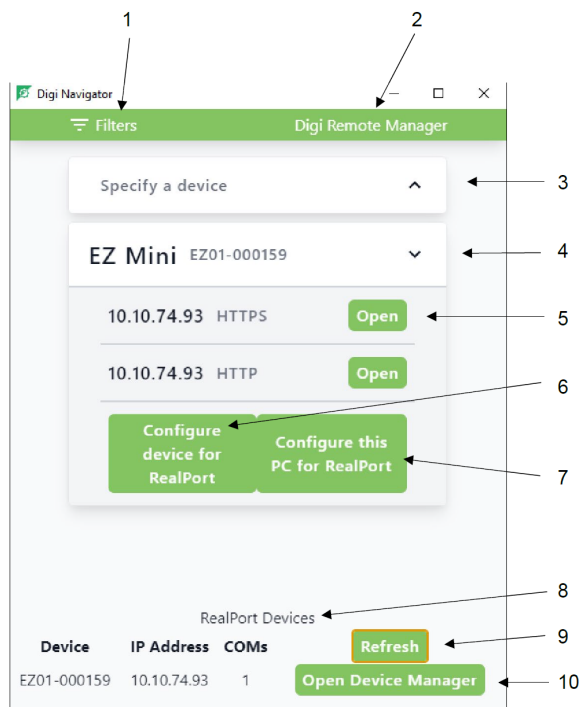 1 2
Digi Navigator
Filters Digi Remote Manager
Specify a device 3
EZ Mini EZ01-000159 4
10.10.74.93 HTTPS Open 5
10.10.74.93 HTTP Open
6
Configure
device for
RealPort
Configure this
PC for RealPort
7
8
RealPort Devices
Device IP Address COMs Refresh 9
EZ01-000159 10.10.74.93 1 Open Device Manager 10